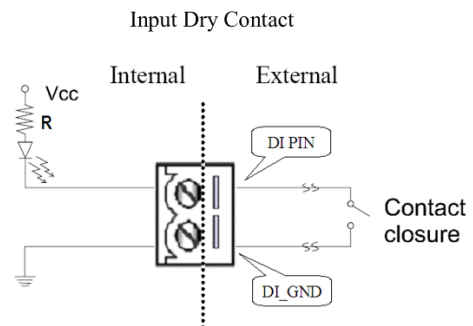 Input Dry Contact
Internal
External
Vcc
R
DI PIN
Contact
closure
DI_GND